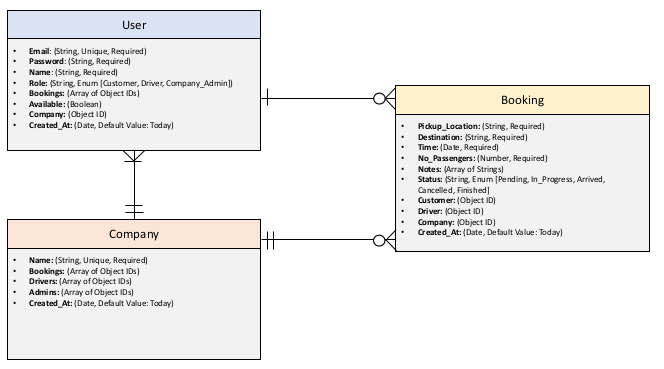 User
• Email: (String, Unique, Required)
• Password: (String, Required)
• Name: (String, Required)
• Role: (String, Enum [Customer, Driver, Company_Admin])
• Bookings: (Array of Object IDs)
• Available: (Boolean)
• Company: (Object ID)
• Created_At: (Date, Default Value: Today)
Booking
• Pickup_Location: (String, Required)
• Destination: (String, Required)
• Time: (Date, Required)
• No_Passengers: (Number, Required)
• Notes: (Array of Strings)
• Status: (String, Enum [Pending, In_Progress, Arrived,
Cancelled, Finished]
• Customer: (Object ID)
• Driver: (Object ID)
• Company: (Object ID)
• Created_At: (Date, Default Value: Today)
Company
• Name: (String, Unique, Required)
• Bookings: (Array of Object IDs)
• Drivers: (Array of Object IDs)
• Admins: (Array of Object IDs)
• Created_At: (Date, Default Value: Today)